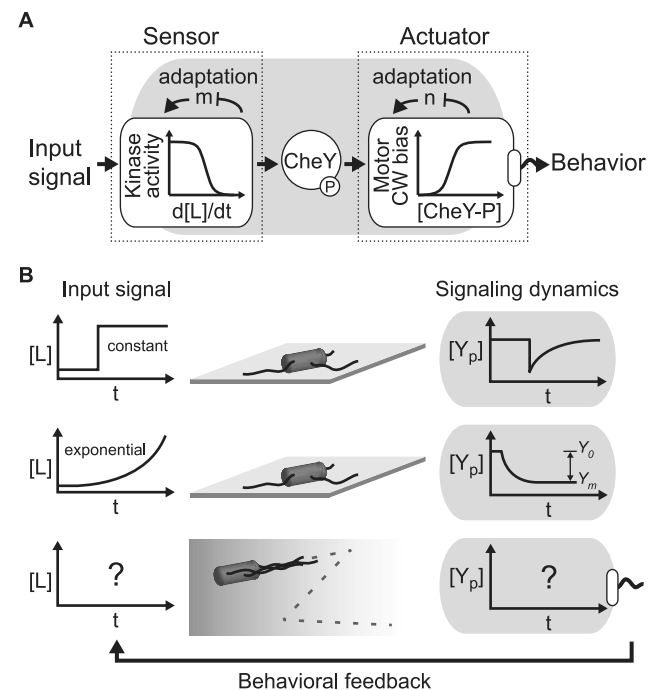 A
Sensor
Actuator
adaptation
m
adaptation
n
Input
signal
Kinase
activity
d[L]/dt
CheY
P
Motor
CW bias
[CheY-P]
Behavior
B
Input signal
Signaling dynamics
[L]
constant
t
[Yp]
t
[L]
exponential
t
[Yp]
Y0
Ym
t
[L]
?
t
[Yp]
?
t
Behavioral feedback